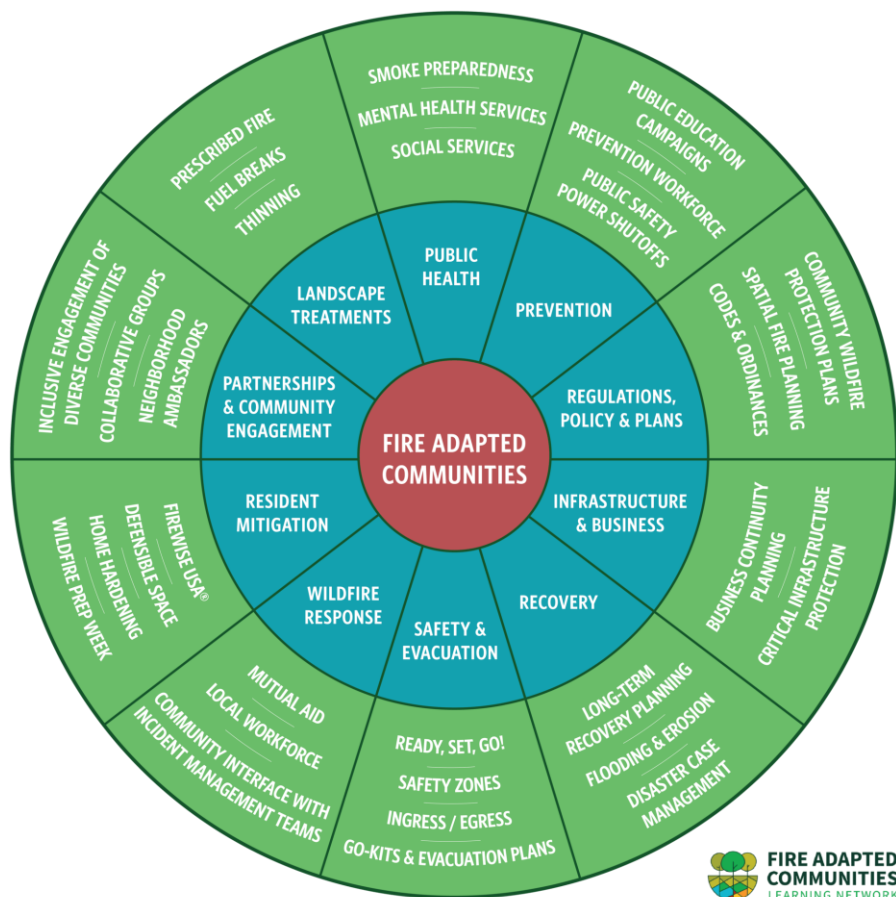 FIRE ADAPTED
COMMUNITIES
PUBLIC
HEALTH
SMOKE PREPAREDNESS
MENTAL HEALTH SERVICES
SOCIAL SERVICES
PREVENTION
PUBLIC EDUCATION
CAMPAIGNS
PREVENTION WORKFORCE
PUBLIC SAFETY
POWER SHUTOFFS
REGULATIONS,
POLICY & PLANS
COMMUNITY WILDFIRE
PROTECTION PLANS
SPATIAL FIRE PLANNING
CODES & ORDINANCES
INFRASTRUCTURE
& BUSINESS
BUSINESS CONTINUITY
PLANNING
CRITICAL INFRASTRUCTURE
PROTECTION
RECOVERY
LONG-TERM
RECOVERY PLANNING
FLOODING & EROSION
DISASTER CASE
MANAGEMENT
SAFETY &
EVACUATION
READY, SET, GO!
SAFETY ZONES
INGRESS / EGRESS
GO-KITS & EVACUATION PLANS
WILDFIRE
RESPONSE
MUTUAL AID
LOCAL WORKFORCE
COMMUNITY INTERFACE WITH
INCIDENT MANAGEMENT TEAMS
RESIDENT
MITIGATION
FIREWISE USA®
DEFENSIBLE SPACE
HOME HARDENING
WILDFIRE PREP WEEK
PARTNERSHIPS
& COMMUNITY
ENGAGEMENT
INCLUSIVE ENGAGEMENT OF
DIVERSE COMMUNITIES
COLLABORATIVE GROUPS
NEIGHBORHOOD
AMBASSADORS
LANDSCAPE
TREATMENTS
PRESCRIBED FIRE
FUEL BREAKS
THINNING
FIRE ADAPTED
COMMUNITIES
LEARNING NETWORK